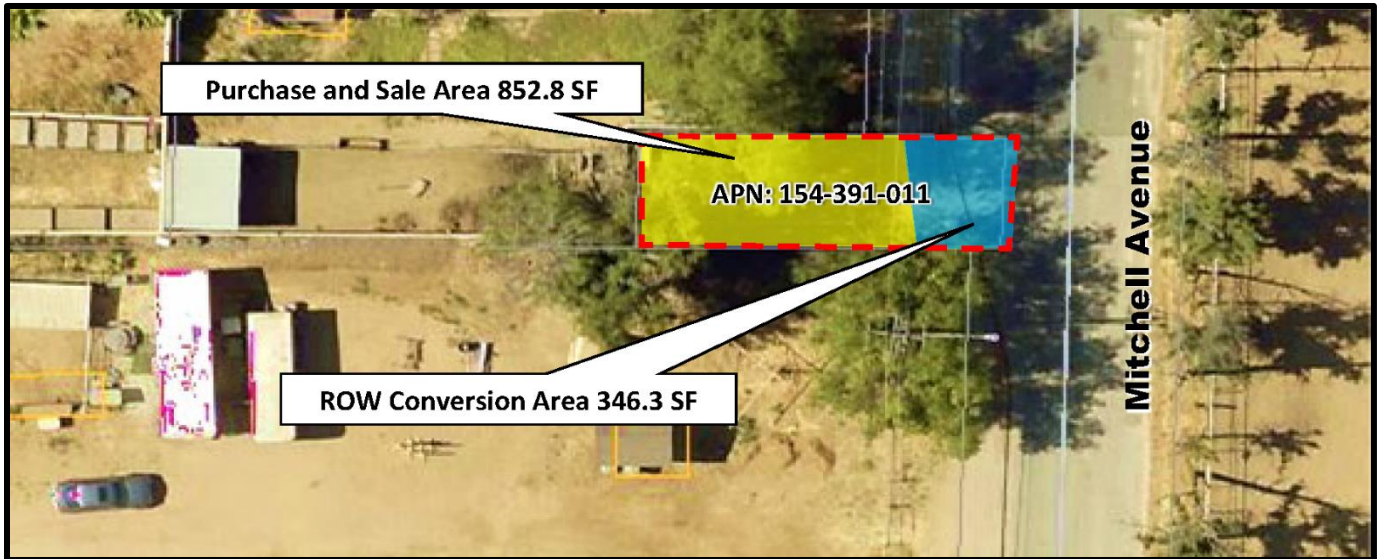 Purchase and Sale Area 852.8 SF
APN: 154-391-011
Mitchell Avenue
ROW Conversion Area 346.3 SF